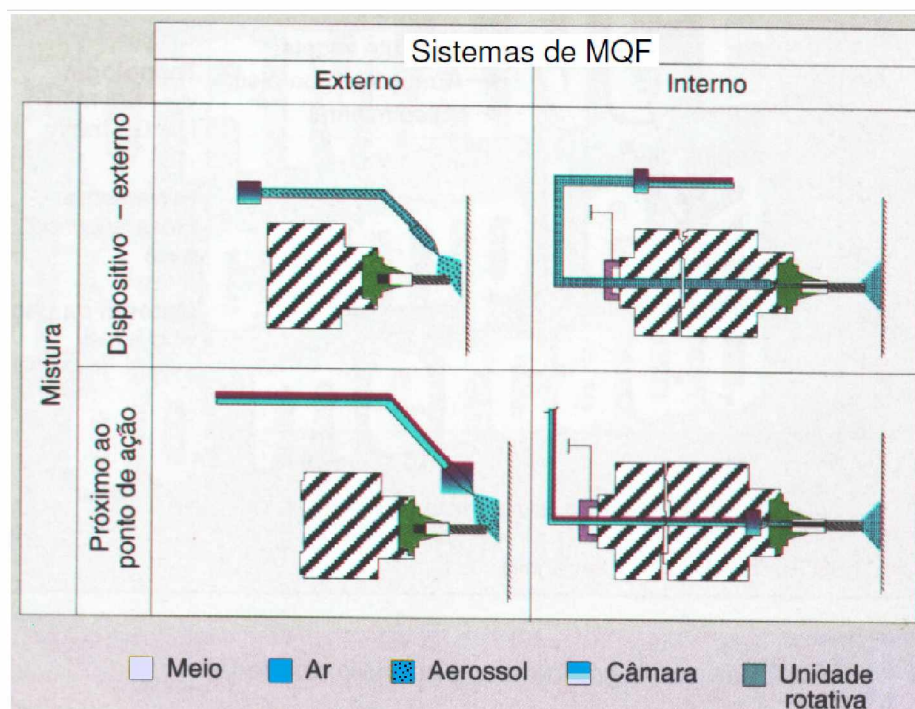 Sistemas de MQF
Externo
Interno
Mistura
Dispositivo – externo
Próximo ao
ponto de ação
Meio
Ar
Aerossol
Câmara
Unidade
rotativa